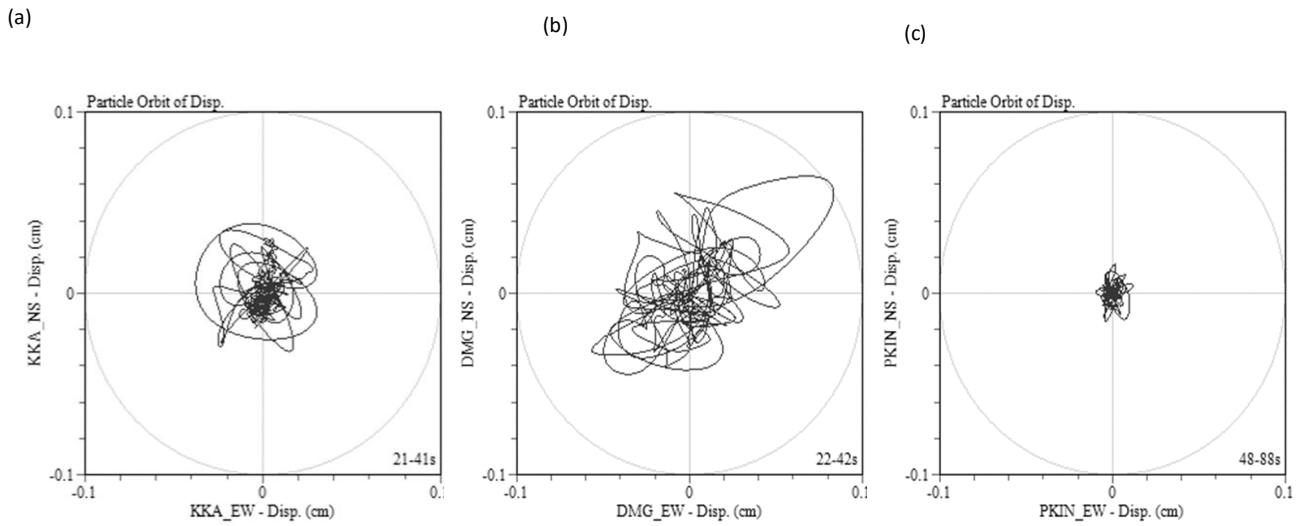 (a)
(b)
(c)
Particle Orbit of Disp.
0.1
KKA_NS - Disp. (cm)
0
-0.1
21-41s
-0.1
0
0.1
KKA_EW - Disp. (cm)
Particle Orbit of Disp.
0.1
DMG_NS - Disp. (cm)
0
-0.1
22-42s
-0.1
0
0.1
DMG_EW - Disp. (cm)
Particle Orbit of Disp.
0.1
PKIN_NS - Disp. (cm)
0
-0.1
48-88s
-0.1
0
0.1
PKIN_EW - Disp. (cm)